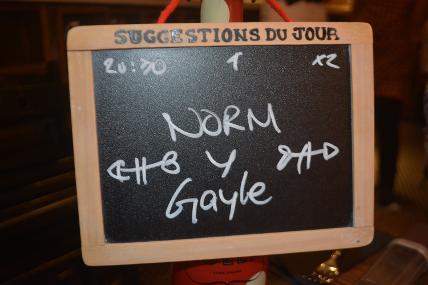 SUGGESTIONS DU JOUR
20:30 1 x2
NORM
y
Gayle